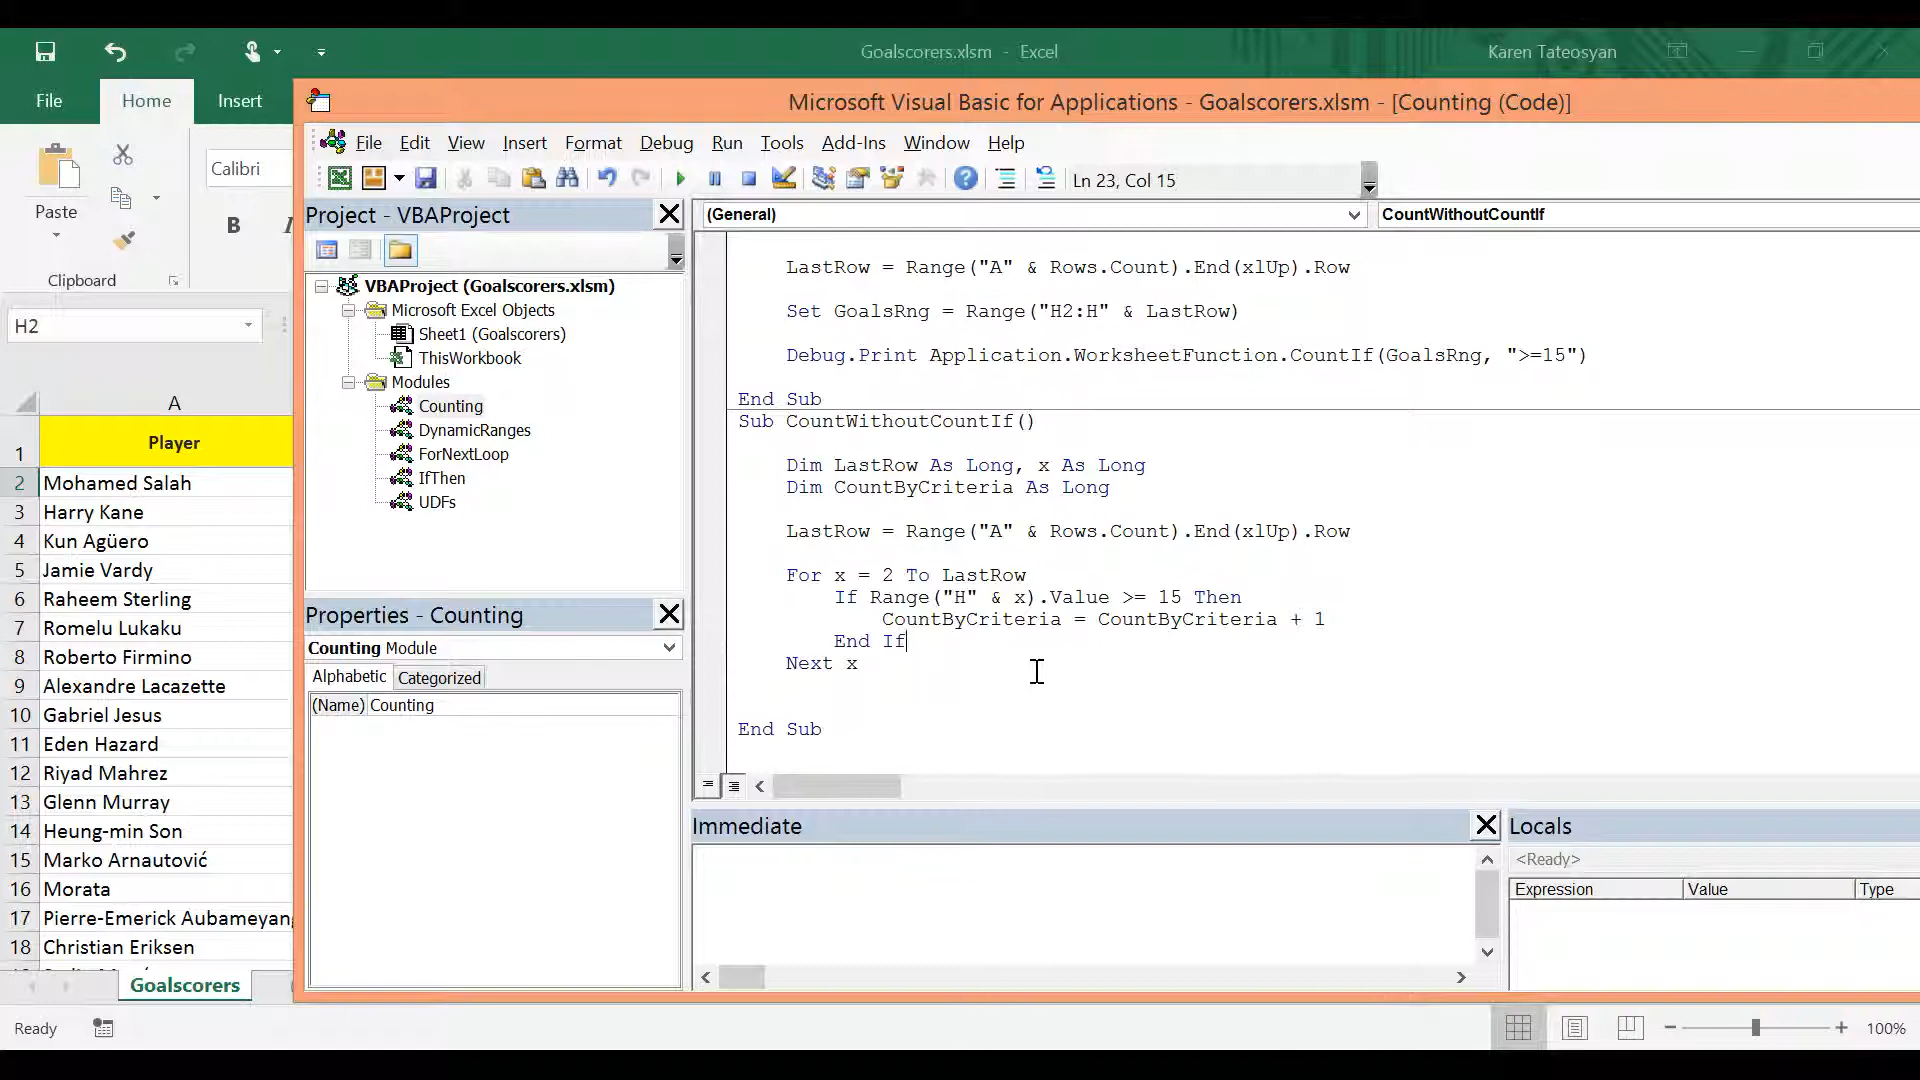 Goalscorers.xlsm - Excel
Karen Tateosyan
File
Home
Insert
Paste
Calibri
B
I
Clipboard
H2
A
1 Player
2 Mohamed Salah
3 Harry Kane
4 Kun Agüero
5 Jamie Vardy
6 Raheem Sterling
7 Romelu Lukaku
8 Roberto Firmino
9 Alexandre Lacazette
10 Gabriel Jesus
11 Eden Hazard
12 Riyad Mahrez
13 Glenn Murray
14 Heung-min Son
15 Marko Arnautović
16 Morata
17 Pierre-Emerick Aubameyang
18 Christian Eriksen
Goalscorers
Ready
Microsoft Visual Basic for Applications - Goalscorers.xlsm - [Counting (Code)]
File Edit View Insert Format Debug Run Tools Add-Ins Window Help
Ln 23, Col 15
Project - VBAProject
VBAProject (Goalscorers.xlsm)
Microsoft Excel Objects
Sheet1 (Goalscorers)
ThisWorkbook
Modules
Counting
DynamicRanges
ForNextLoop
IfThen
UDFs
Properties - Counting
Counting Module
Alphabetic Categorized
(Name) Counting
(General)
CountWithoutCountIf
LastRow = Range("A" & Rows.Count).End(xlUp).Row
Set GoalsRng = Range("H2:H" & LastRow)
Debug.Print Application.WorksheetFunction.CountIf(GoalsRng, ">=15")
End Sub
Sub CountWithoutCountIf()
Dim LastRow As Long, x As Long
Dim CountByCriteria As Long
LastRow = Range("A" & Rows.Count).End(xlUp).Row
For x = 2 To LastRow
If Range("H" & x).Value >= 15 Then
CountByCriteria = CountByCriteria + 1
End If
Next x
End Sub
Immediate
Locals
<Ready>
Expression Value Type
100%